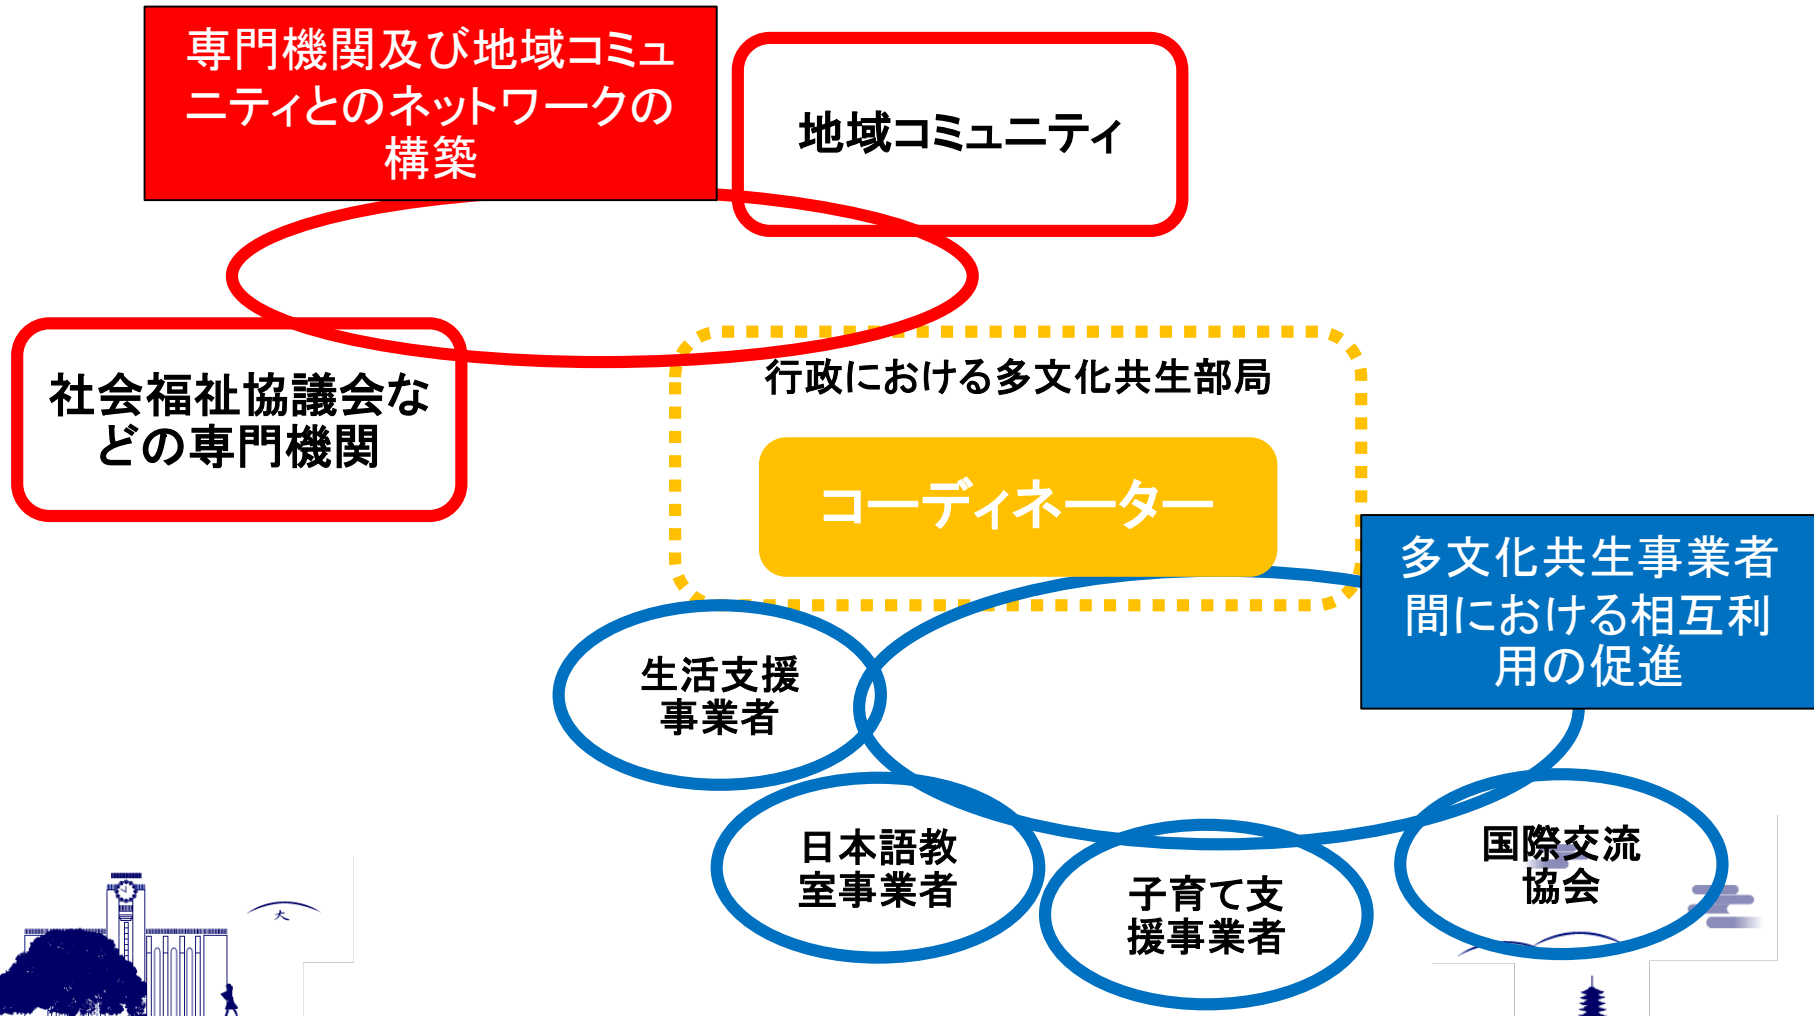 専門機関及び地域コミュ
ニティとのネットワークの
構築
地域コミュニティ
社会福祉協議会な
どの専門機関
行政における多文化共生部局
コーディネーター
多文化共生事業者
間における相互利
用の促進
生活支援
事業者
日本語教
室事業者
子育て支
援事業者
国際交流
協会
大